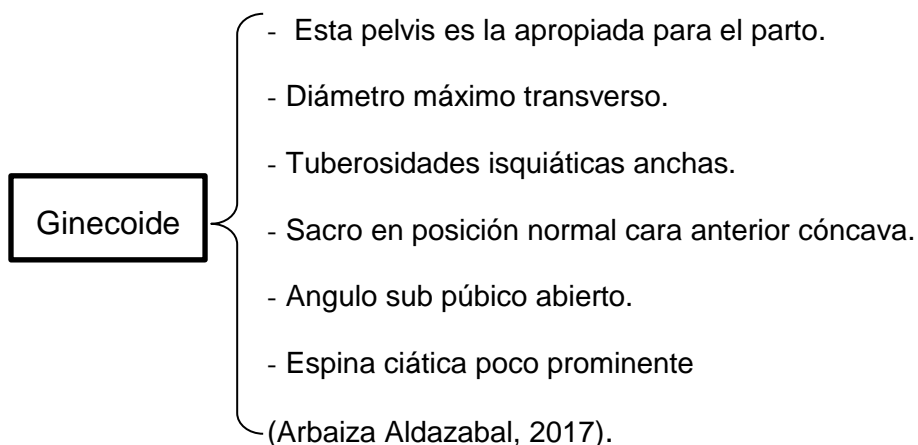 - Esta pelvis es la apropiada para el parto.
- Diámetro máximo transverso.
- Tuberosidades isquiáticas anchas.
Ginecoide
- Sacro en posición normal cara anterior cóncava.
- Angulo sub púbico abierto.
- Espina ciática poco prominente
(Arbaiza Aldazabal, 2017).